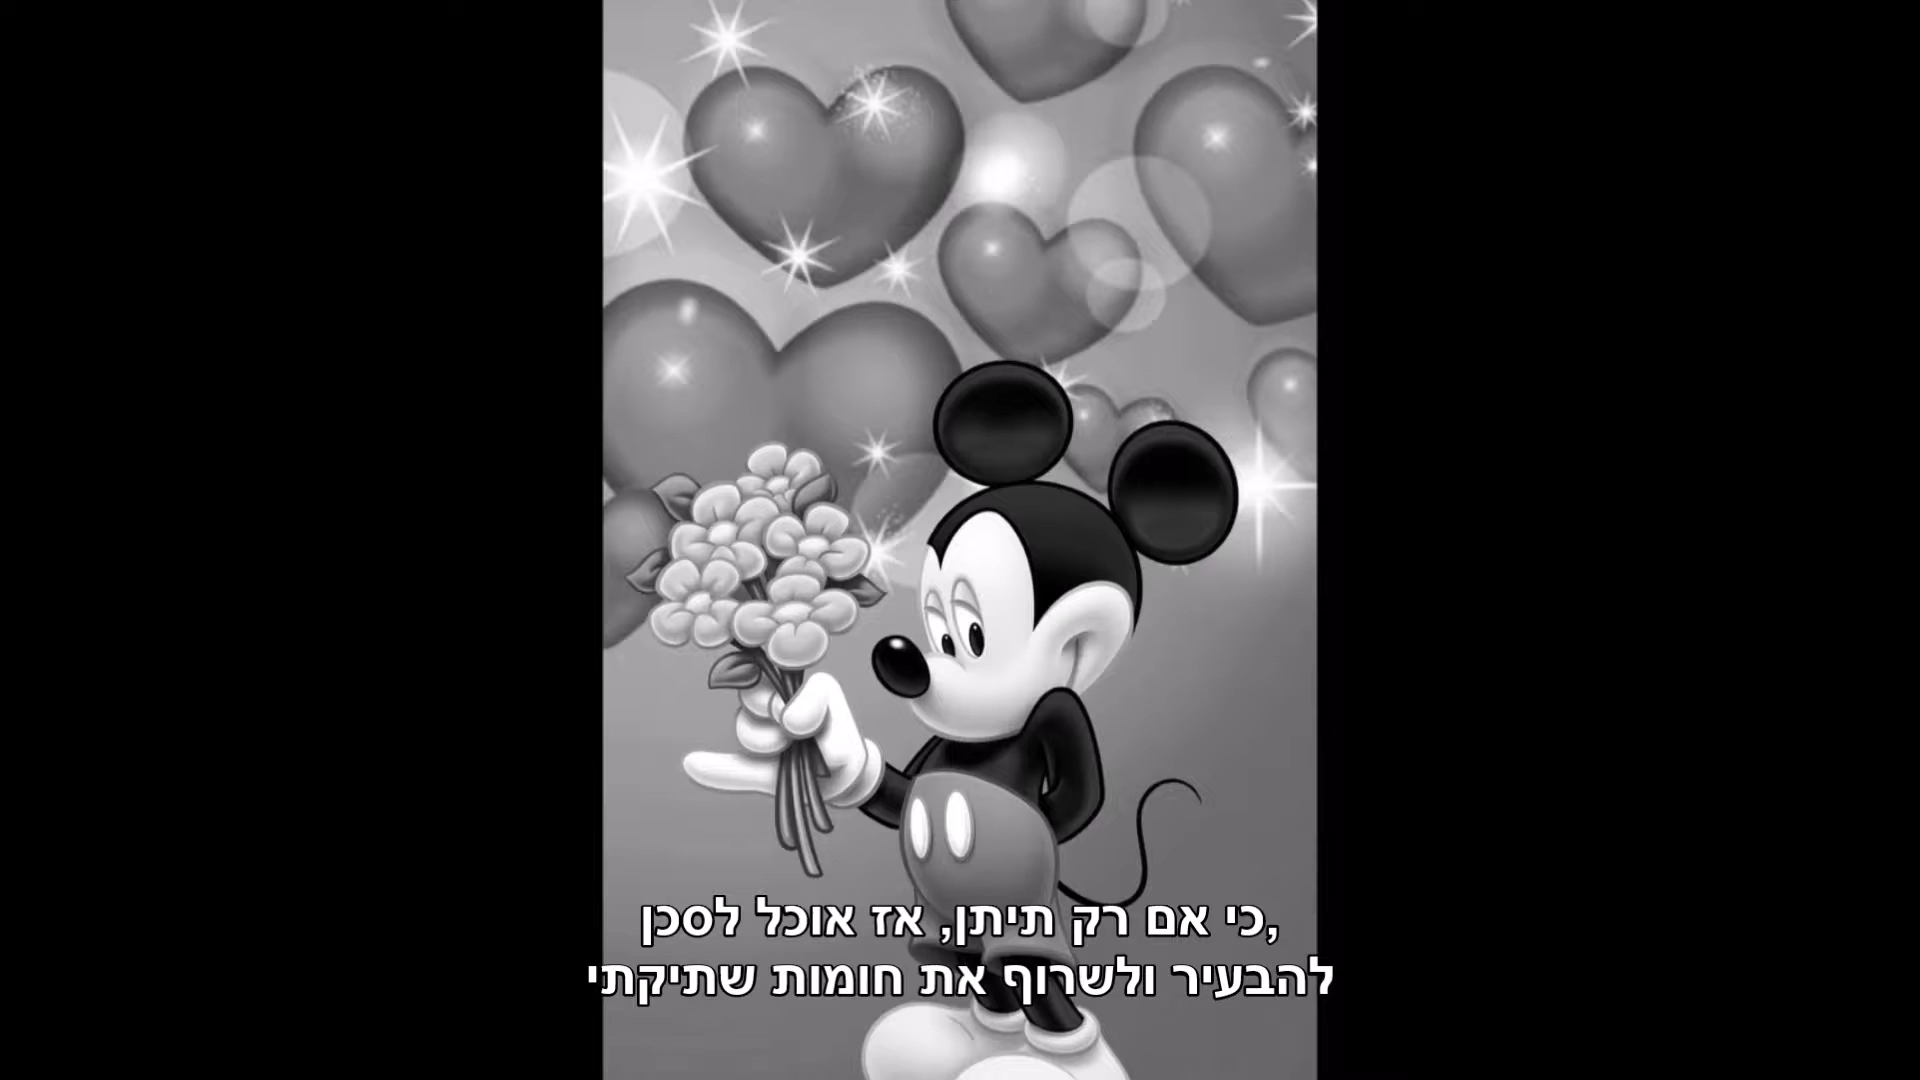 כי אם רק תיתן, אז אוכל לסכן,
להבעיר ולשרוף את חומות שתיקתי